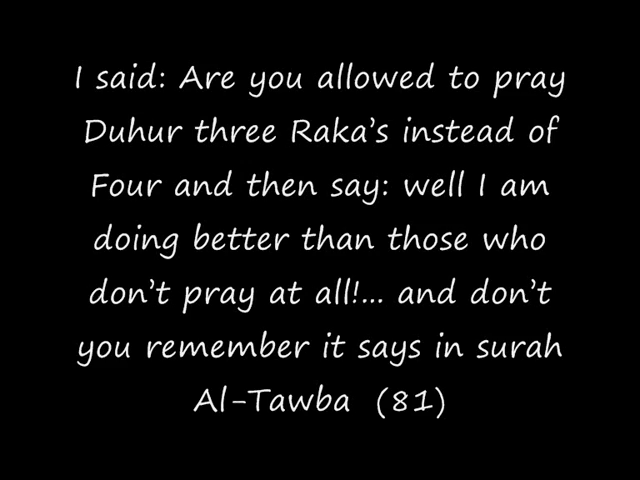 I said: Are you allowed to pray
Duhur three Raka's instead of
Four and then say: well I am
doing better than those who
don't pray at all!... and don't
you remember it says in surah
Al-Tawba (81)